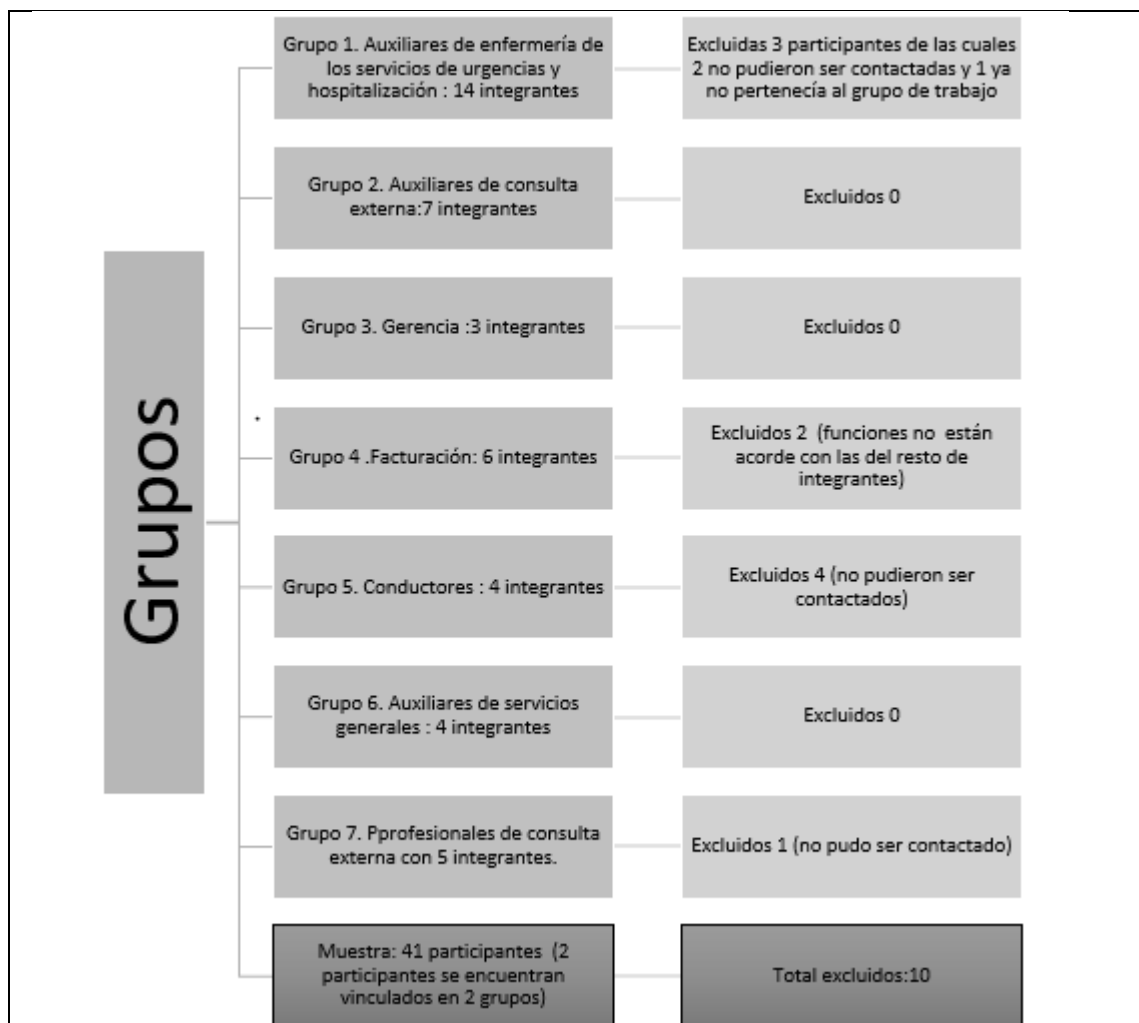 Grupos
Grupo 1. Auxiliares de enfermería de
los servicios de urgencias y
hospitalización : 14 integrantes
Excluidas 3 participantes de las cuales
2 no pudieron ser contactadas y 1 ya
no pertenecía al grupo de trabajo
Grupo 2. Auxiliares de consulta
externa:7 integrantes
Excluidos 0
Grupo 3. Gerencia :3 integrantes
Excluidos 0
Grupo 4 .Facturación: 6 integrantes
Excluidos 2 (funciones no están
acorde con las del resto de
integrantes)
Grupo 5. Conductores : 4 integrantes
Excluidos 4 (no pudieron ser
contactados)
Grupo 6. Auxiliares de servicios
generales : 4 integrantes
Excluidos 0
Grupo 7. Pprofesionales de consulta
externa con 5 integrantes.
Excluidos 1 (no pudo ser contactado)
Muestra: 41 participantes (2
participantes se encuentran
vinculados en 2 grupos)
Total excluidos:10